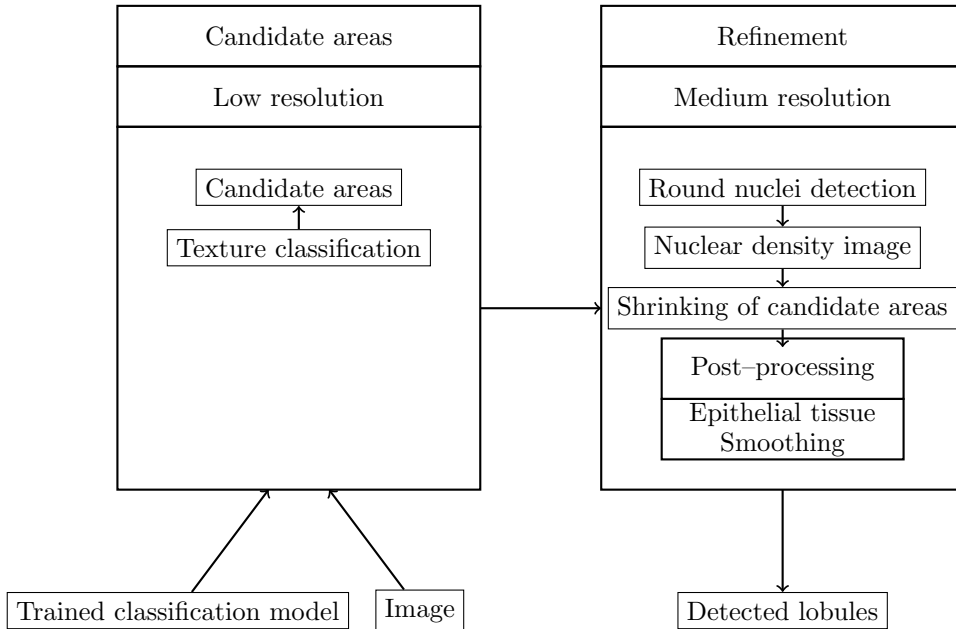 Candidate areas
Low resolution
Candidate areas
Texture classification
Refinement
Medium resolution
Round nuclei detection
Nuclear density image
Shrinking of candidate areas
Post–processing
Epithelial tissue
Smoothing
Trained classification model
Image
Detected lobules